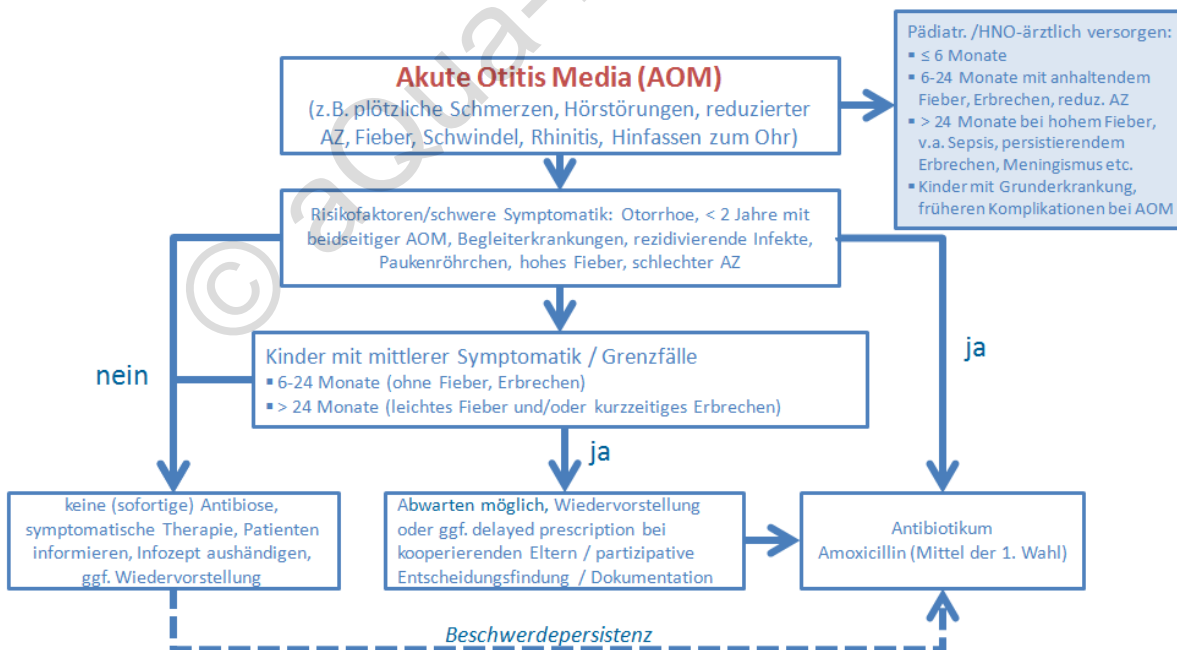 Akute Otitis Media (AOM)
(z.B. plötzliche Schmerzen, Hörstörungen, reduzierter
AZ, Fieber, Schwindel, Rhinitis, Hinfassen zum Ohr)
Pädiatr. /HNO-ärztlich versorgen:
▪ ≤ 6 Monate
▪ 6-24 Monate mit anhaltendem
Fieber, Erbrechen, reduz. AZ
▪ > 24 Monate bei hohem Fieber,
v.a. Sepsis, persistierendem
Erbrechen, Meningismus etc.
▪ Kinder mit Grunderkrankung,
früheren Komplikationen bei AOM
Risikofaktoren/schwere Symptomatik: Otorrhoe, < 2 Jahre mit
beidseitiger AOM, Begleiterkrankungen, rezidivierende Infekte,
Paukenröhrchen, hohes Fieber, schlechter AZ
nein
Kinder mit mittlerer Symptomatik / Grenzfälle
▪ 6-24 Monate (ohne Fieber, Erbrechen)
▪ > 24 Monate (leichtes Fieber und/oder kurzzeitiges Erbrechen)
ja
ja
keine (sofortige) Antibiose,
symptomatische Therapie, Patienten
informieren, Infozept aushändigen,
ggf. Wiedervorstellung
Abwarten möglich, Wiedervorstellung
oder ggf. delayed prescription bei
kooperierenden Eltern / partizipative
Entscheidungsfindung / Dokumentation
Antibiotikum
Amoxicillin (Mittel der 1. Wahl)
Beschwerdepersistenz
© aQua-